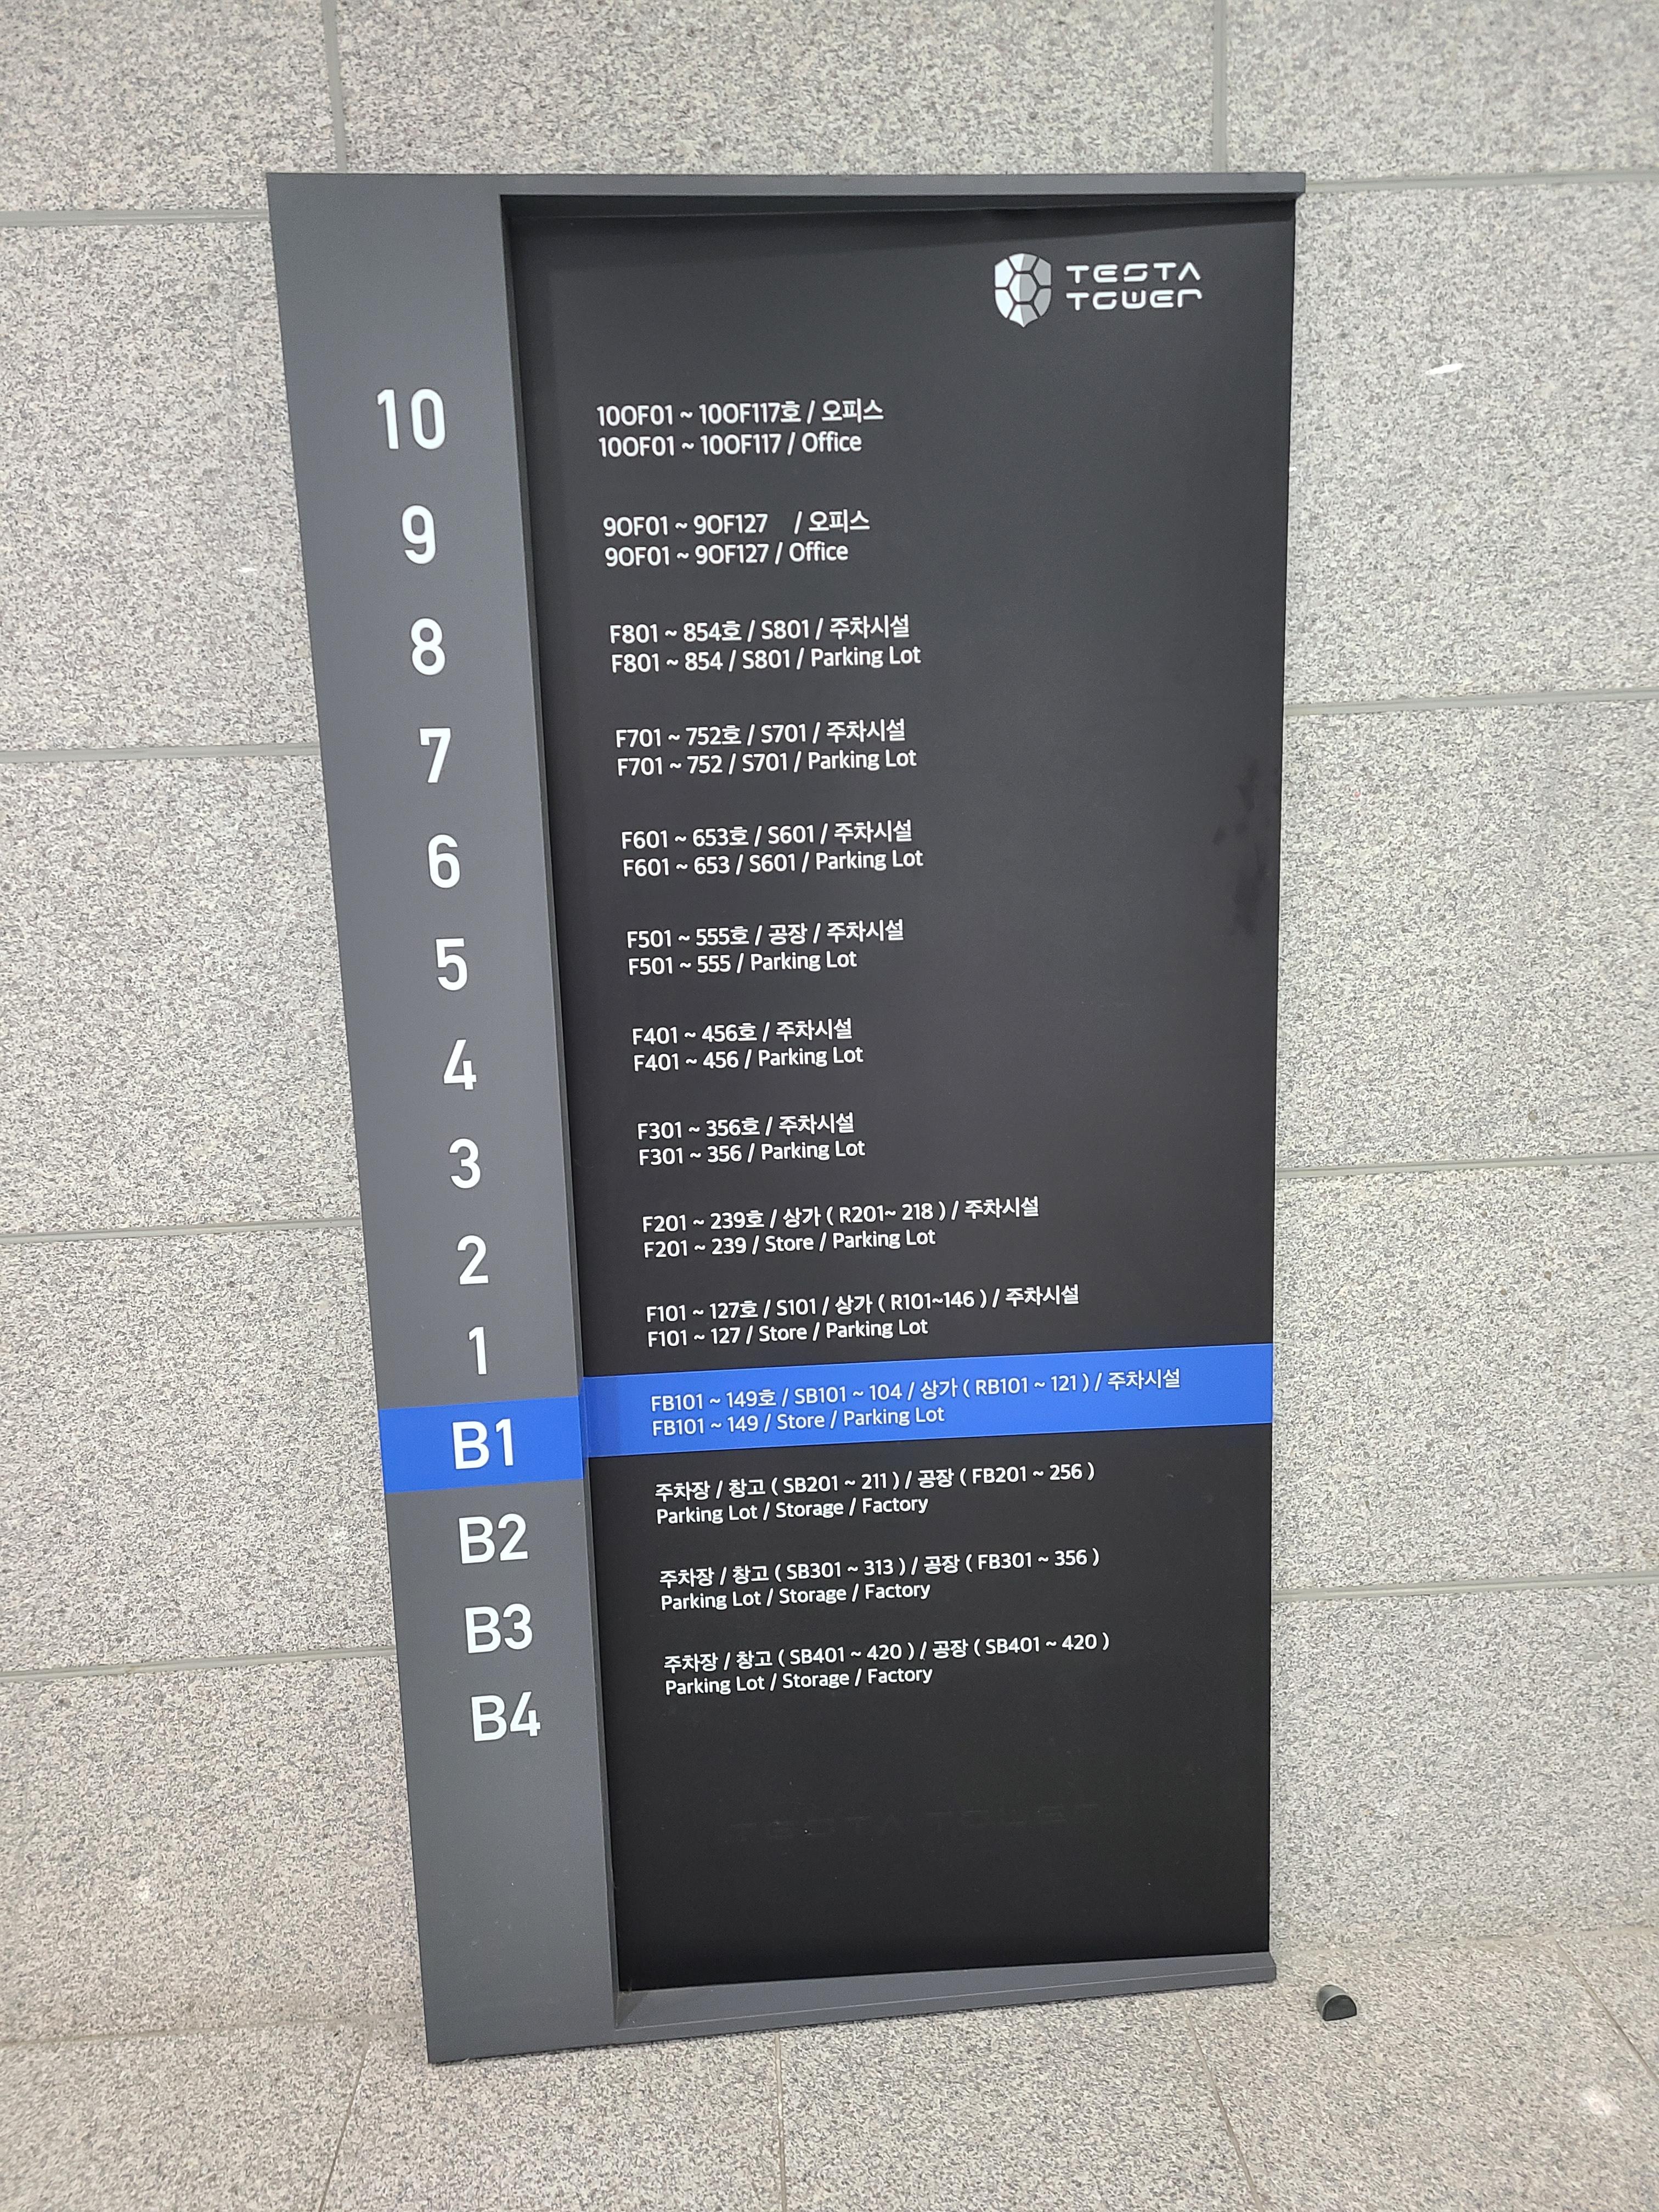 TESTA
TOWER
10
10OF01 ~ 10OF117호 / 오피스
10OF01 ~ 10OF117 / Office
9
9OF01 ~ 9OF127 / 오피스
9OF01 ~ 9OF127 / Office
8
F801 ~ 854호 / S801 / 주차시설
F801 ~ 854 / S801 / Parking Lot
7
F701 ~ 752호 / S701 / 주차시설
F701 ~ 752 / S701 / Parking Lot
6
F601 ~ 653호 / S601 / 주차시설
F601 ~ 653 / S601 / Parking Lot
5
F501 ~ 555호 / 공장 / 주차시설
F501 ~ 555 / Parking Lot
4
F401 ~ 456호 / 주차시설
F401 ~ 456 / Parking Lot
3
F301 ~ 356호 / 주차시설
F301 ~ 356 / Parking Lot
2
F201 ~ 239호 / 상가 ( R201~ 218 ) / 주차시설
F201 ~ 239 / Store / Parking Lot
1
F101 ~ 127호 / S101 / 상가 ( R101~146 ) / 주차시설
F101 ~ 127 / Store / Parking Lot
B1
FB101 ~ 149호 / SB101 ~ 104 / 상가 ( RB101 ~ 121 ) / 주차시설
FB101 ~ 149 / Store / Parking Lot
B2
주차장 / 창고 ( SB201 ~ 211 ) / 공장 ( FB201 ~ 256 )
Parking Lot / Storage / Factory
B3
주차장 / 창고 ( SB301 ~ 313 ) / 공장 ( FB301 ~ 356 )
Parking Lot / Storage / Factory
B4
주차장 / 창고 ( SB401 ~ 420 ) / 공장 ( SB401 ~ 420 )
Parking Lot / Storage / Factory
TESTA TOWER